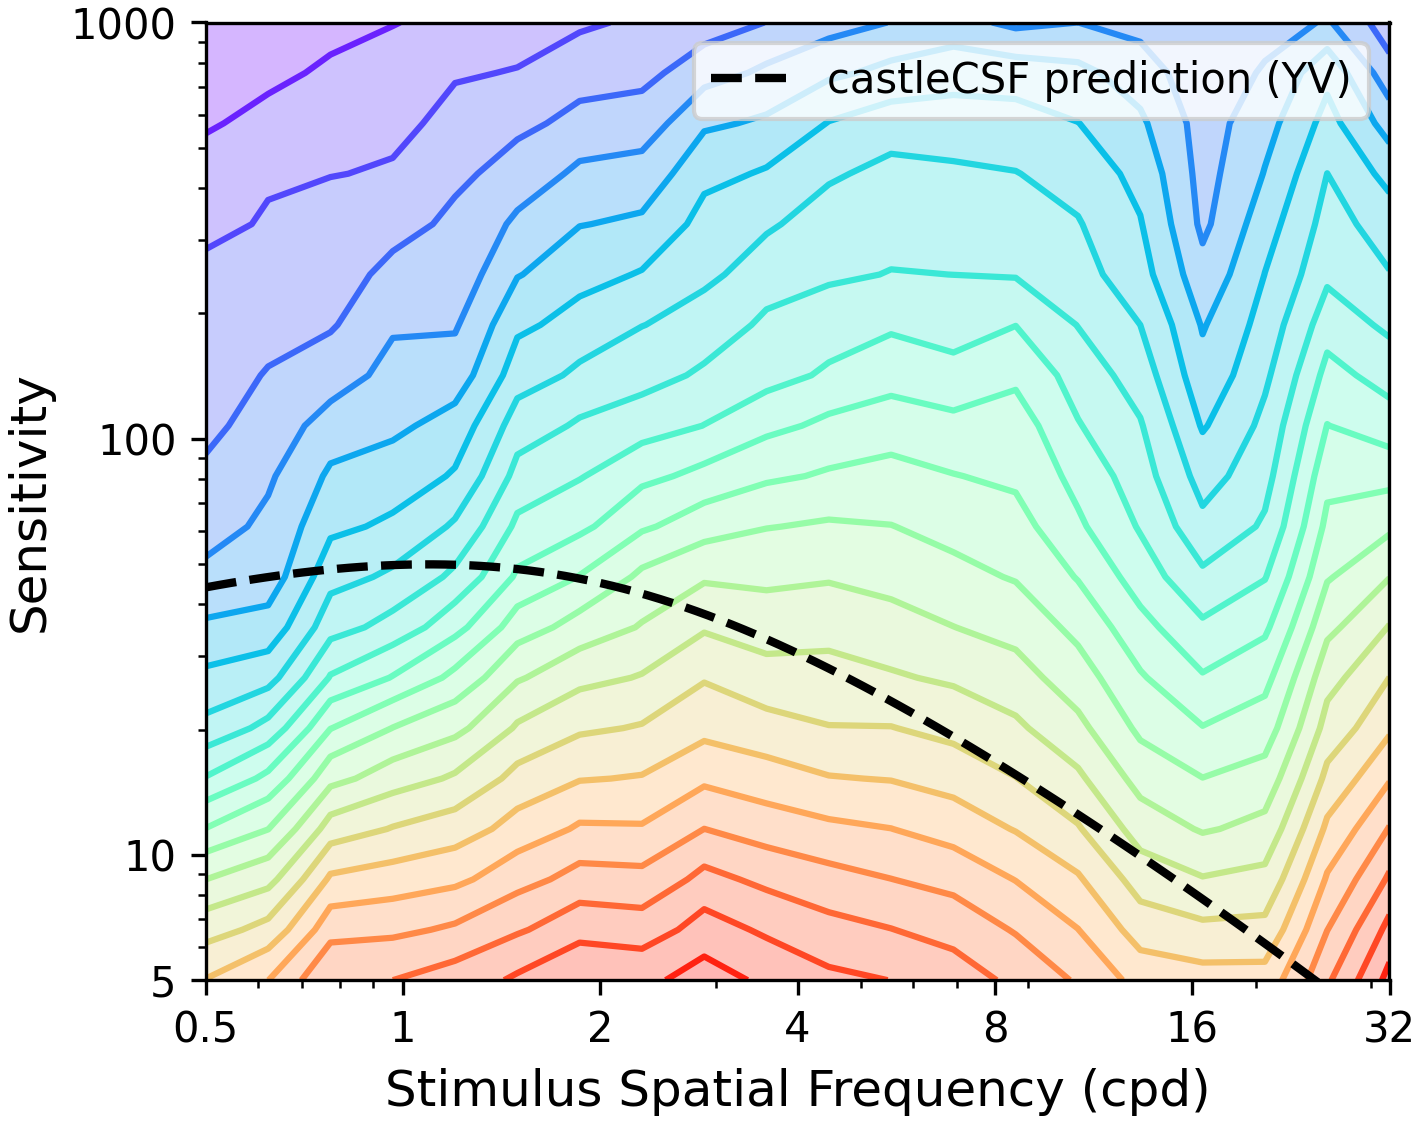 1000
100
10
5
Sensitivity
castleCSF prediction (YV)
0.5 1 2 4 8 16 32
Stimulus Spatial Frequency (cpd)